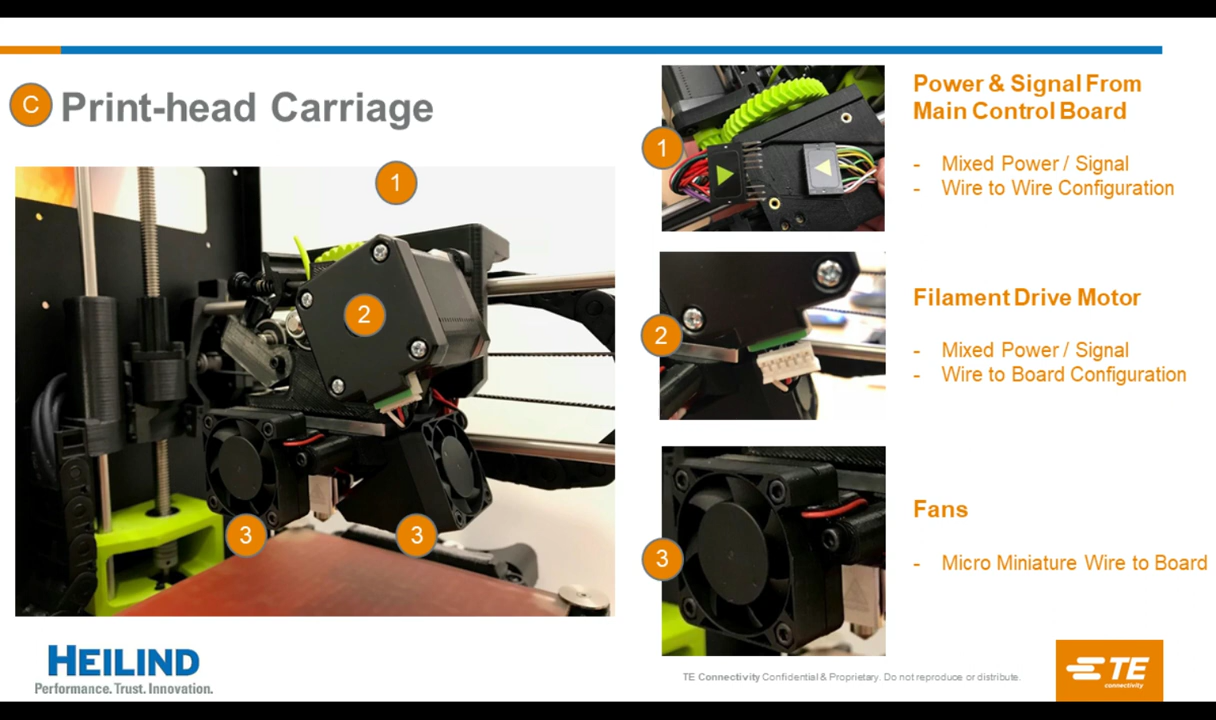 C Print-head Carriage
1
2
3
3
1
Power & Signal From
Main Control Board
- Mixed Power / Signal
- Wire to Wire Configuration
2
Filament Drive Motor
- Mixed Power / Signal
- Wire to Board Configuration
3
Fans
- Micro Miniature Wire to Board
HEILIND
Performance. Trust. Innovation.
TE Connectivity Confidential & Proprietary. Do not reproduce or distribute.
TE
connectivity